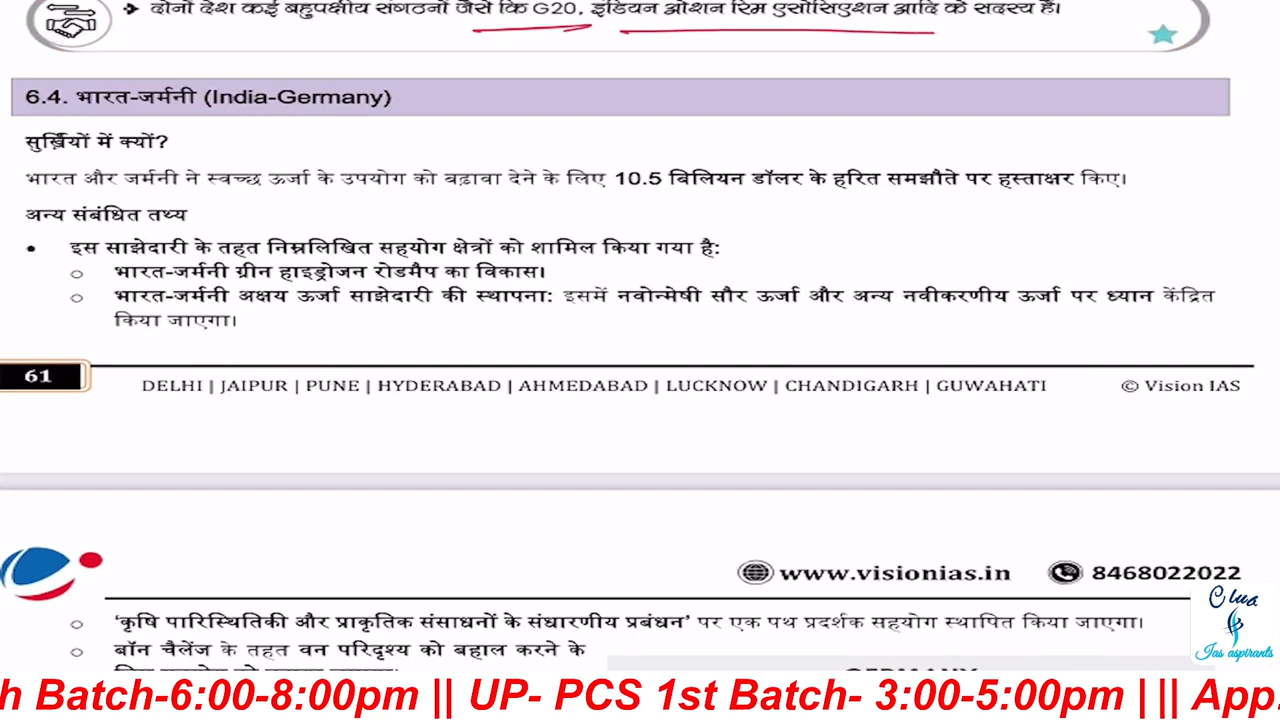 दोनों देश कई बहुपक्षीय संगठनों जैसे कि G20, इंडियन ओशन रिम एसोसिएशन आदि के सदस्य हैं।
6.4. भारत-जर्मनी (India-Germany)
सुर्ख़ियों में क्यों?
भारत और जर्मनी ने स्वच्छ ऊर्जा के उपयोग को बढ़ावा देने के लिए 10.5 बिलियन डॉलर के हरित समझौते पर हस्ताक्षर किए।
अन्य संबंधित तथ्य
• इस साझेदारी के तहत निम्नलिखित सहयोग क्षेत्रों को शामिल किया गया है:
○ भारत-जर्मनी ग्रीन हाइड्रोजन रोडमैप का विकास।
○ भारत-जर्मनी अक्षय ऊर्जा साझेदारी की स्थापना: इसमें नवोन्मेषी सौर ऊर्जा और अन्य नवीकरणीय ऊर्जा पर ध्यान केंद्रित
किया जाएगा।
61
DELHI | JAIPUR | PUNE | HYDERABAD | AHMEDABAD | LUCKNOW | CHANDIGARH | GUWAHATI © Vision IAS
www.visionias.in 8468022022
○ 'कृषि पारिस्थितिकी और प्राकृतिक संसाधनों के संधारणीय प्रबंधन' पर एक पथ प्रदर्शक सहयोग स्थापित किया जाएगा।
○ बॉन चैलेंज के तहत वन परिदृश्य को बहाल करने के
GERMANY
Ias aspirants
h Batch-6:00-8:00pm || UP- PCS 1st Batch- 3:00-5:00pm | || App.